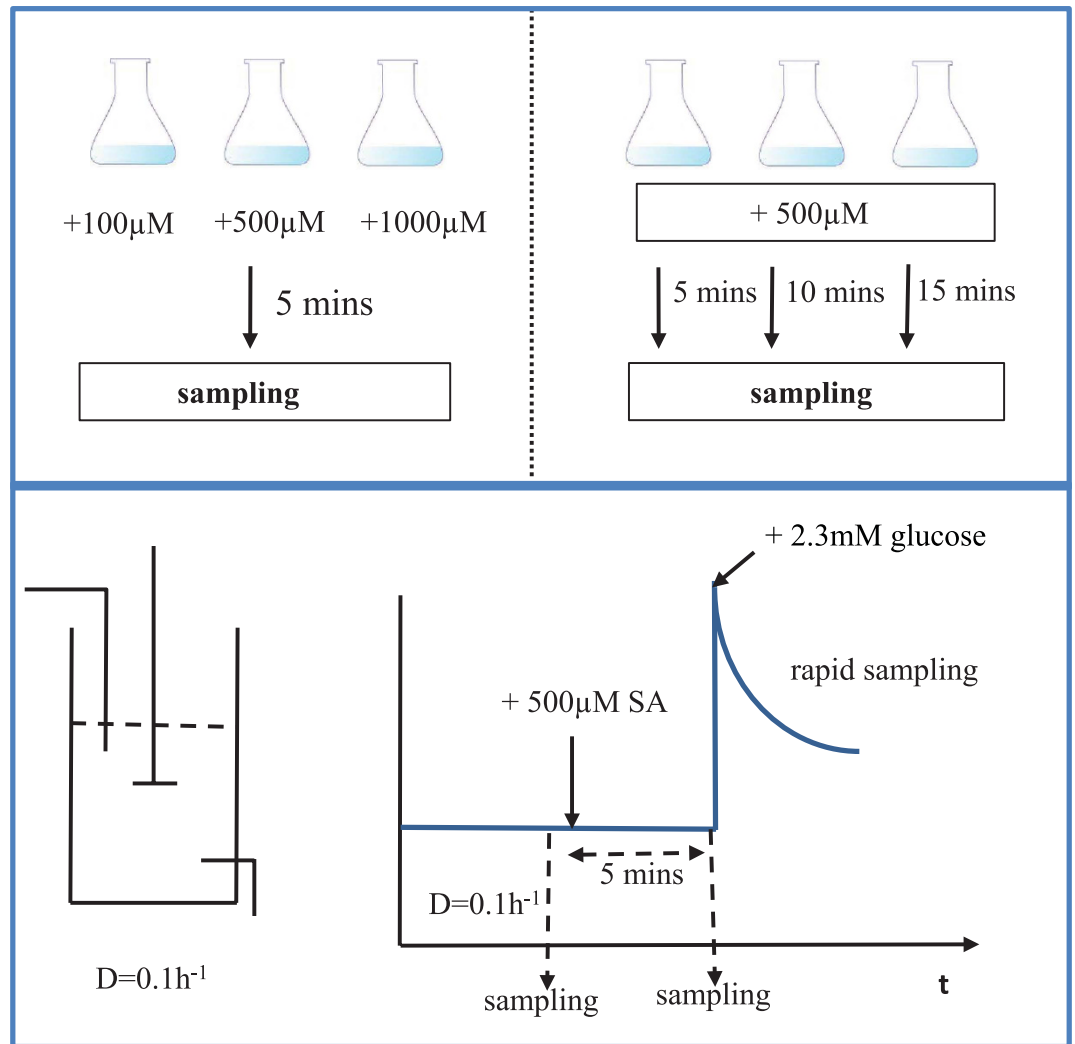 +100µM +500µM +1000µM
5 mins
sampling
+ 500µM
5 mins 10 mins 15 mins
sampling
+ 2.3mM glucose
rapid sampling
+ 500µM SA
5 mins
D=0.1h⁻¹
D=0.1h⁻¹
sampling sampling
t